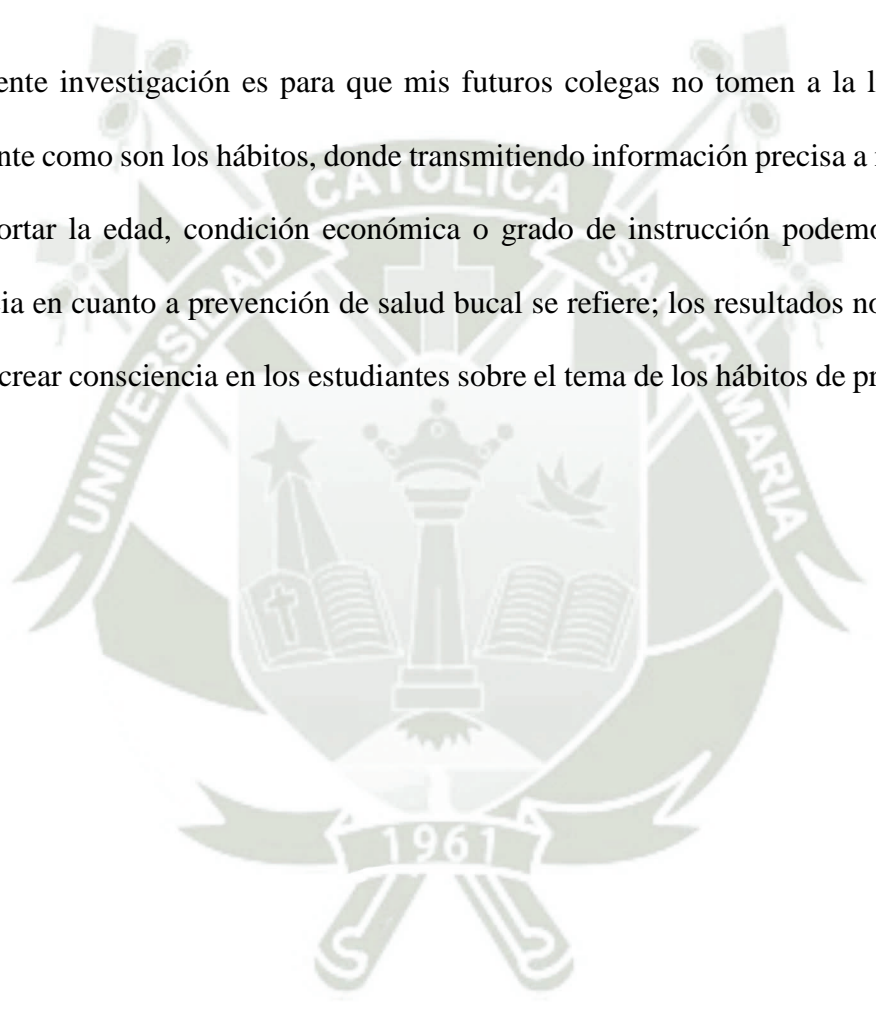 ente investigación es para que mis futuros colegas no tomen a la l
nte como son los hábitos, donde transmitiendo información precisa a
ortar la edad, condición económica o grado de instrucción podemo
ia en cuanto a prevención de salud bucal se refiere; los resultados no
crear consciencia en los estudiantes sobre el tema de los hábitos de pr
UNIVERSIDAD CATOLICA SANTA MARIA
1961